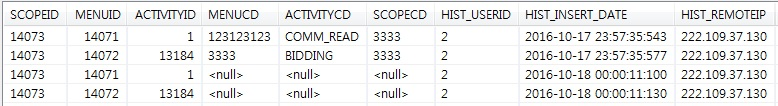 SCOPEID MENUID ACTIVITYID MENUCD ACTIVITYCD SCOPECD HIST_USERID HIST_INSERT_DATE HIST_REMOTEIP
14073 14071 1 123123123 COMM_READ 3333 2 2016-10-17 23:57:35:543 222.109.37.130
14073 14072 13184 3333 BIDDING 3333 2 2016-10-17 23:57:35:577 222.109.37.130
14073 14071 1 <null> <null> <null> 2 2016-10-18 00:00:11:100 222.109.37.130
14073 14072 13184 <null> <null> <null> 2 2016-10-18 00:00:11:130 222.109.37.130